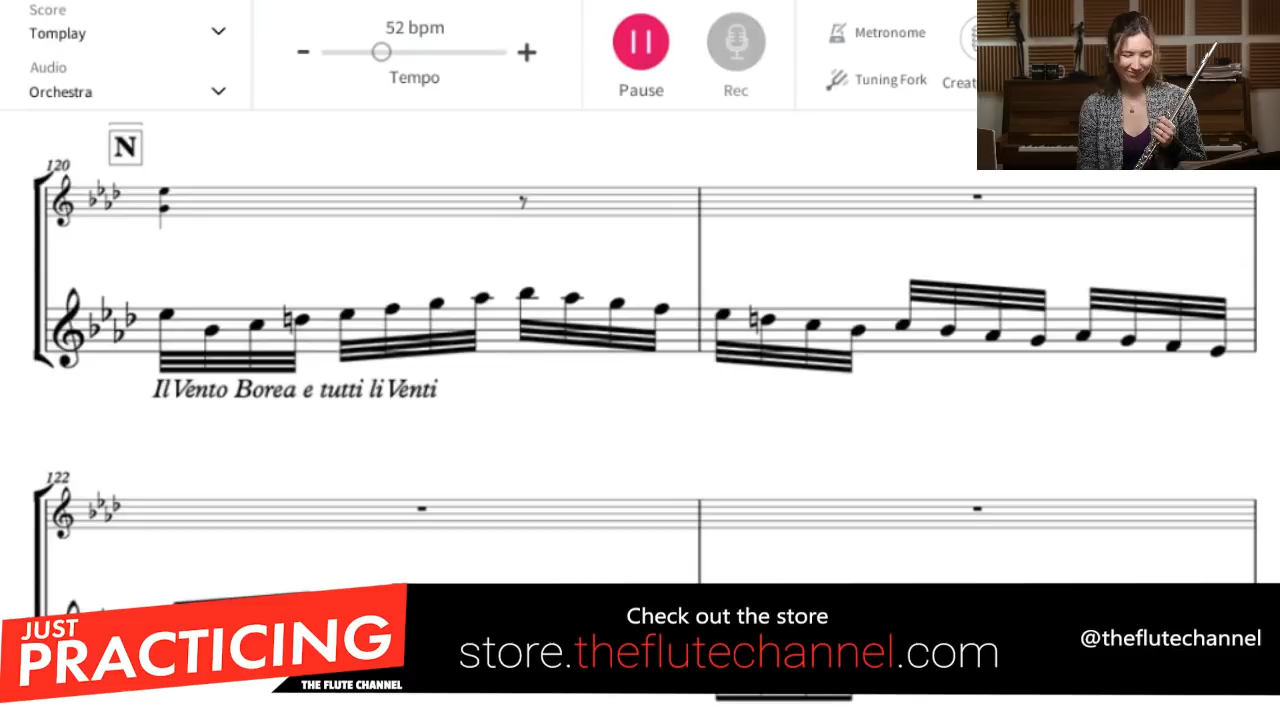 Score
Tomplay
Audio
Orchestra
- 52 bpm +
Tempo
Pause
Rec
Metronome
Tuning Fork
Creat
N
120
Il Vento Borea e tutti li Venti
122
JUST
PRACTICING
THE FLUTE CHANNEL
Check out the store
store.theflutechannel.com
@theflutechannel